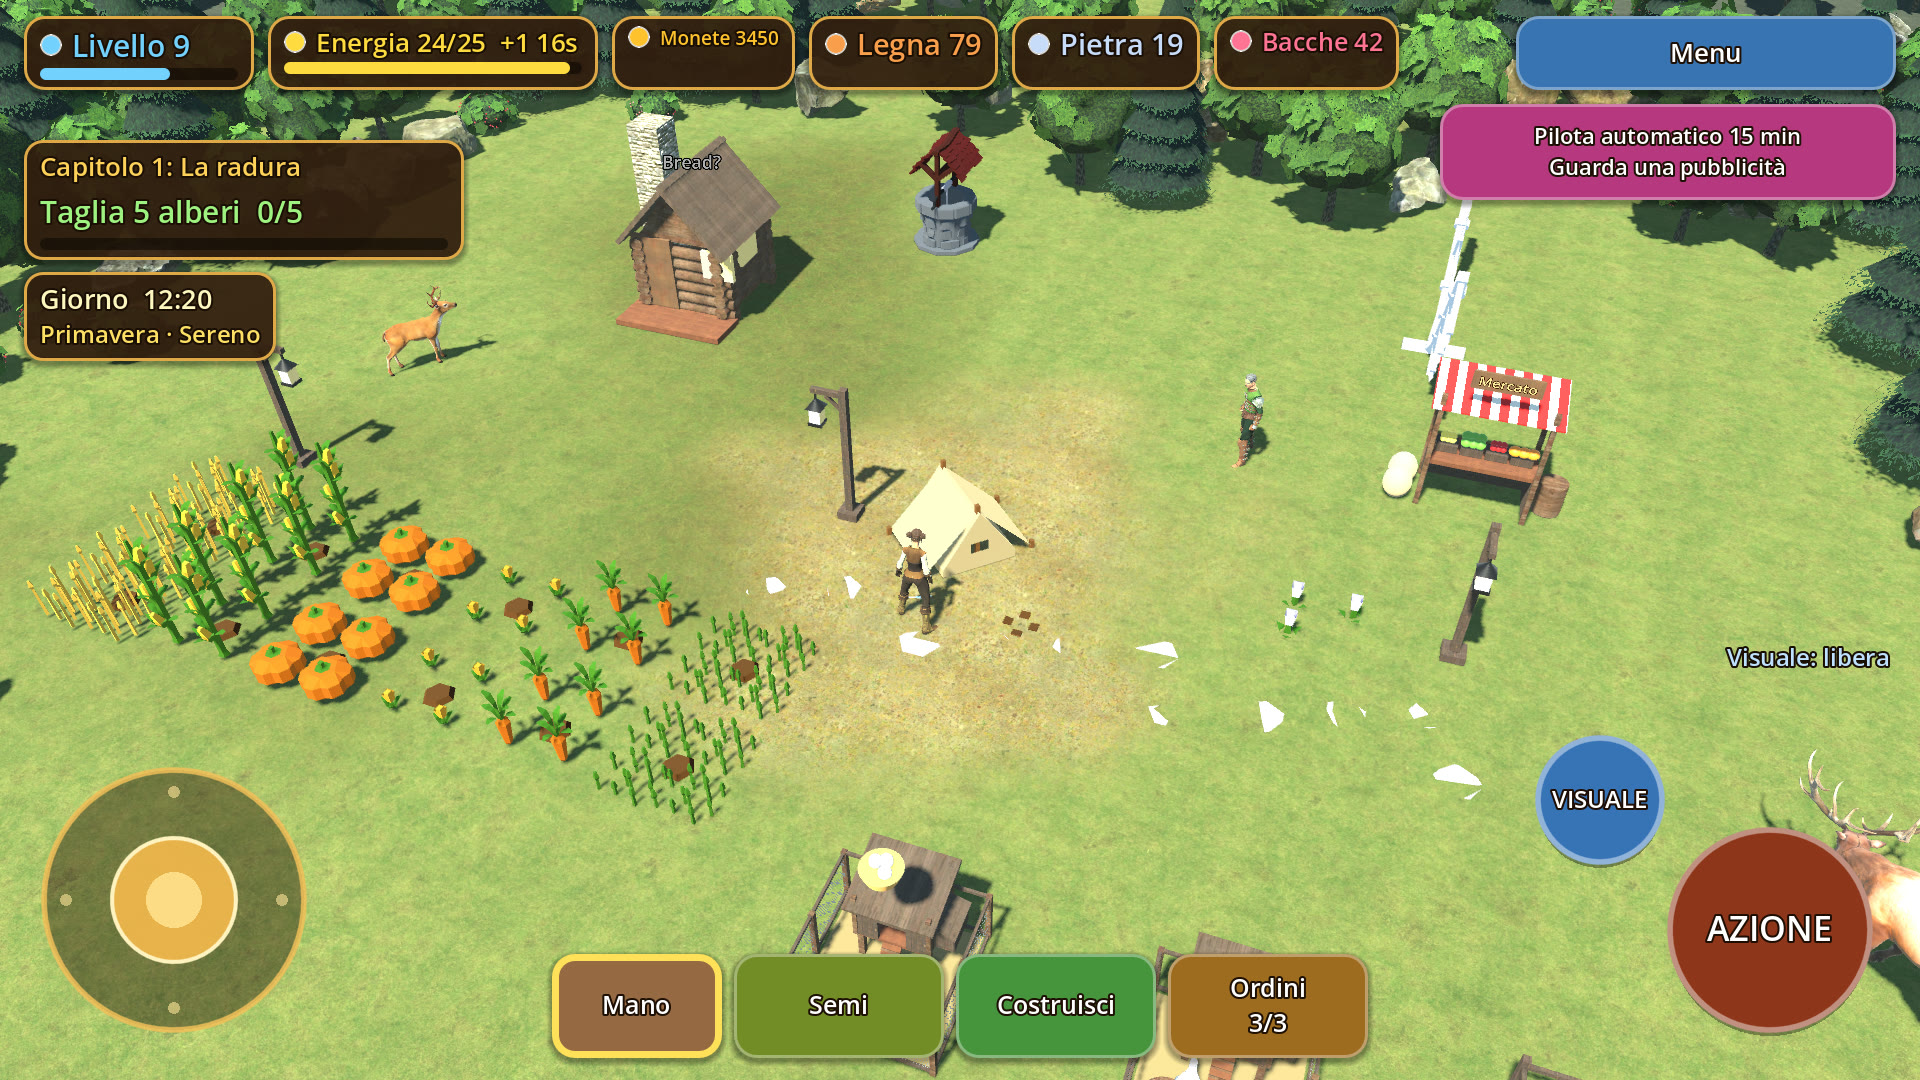 Livello 9
Energia 24/25 +1 16s
Monete 3450
Legna 79
Pietra 19
Bacche 42
Menu
Pilota automatico 15 min
Guarda una pubblicità
Capitolo 1: La radura
Taglia 5 alberi 0/5
Giorno 12:20
Primavera · Sereno
Bread?
Mercato
Visuale: libera
VISUALE
AZIONE
Mano
Semi
Costruisci
Ordini
3/3